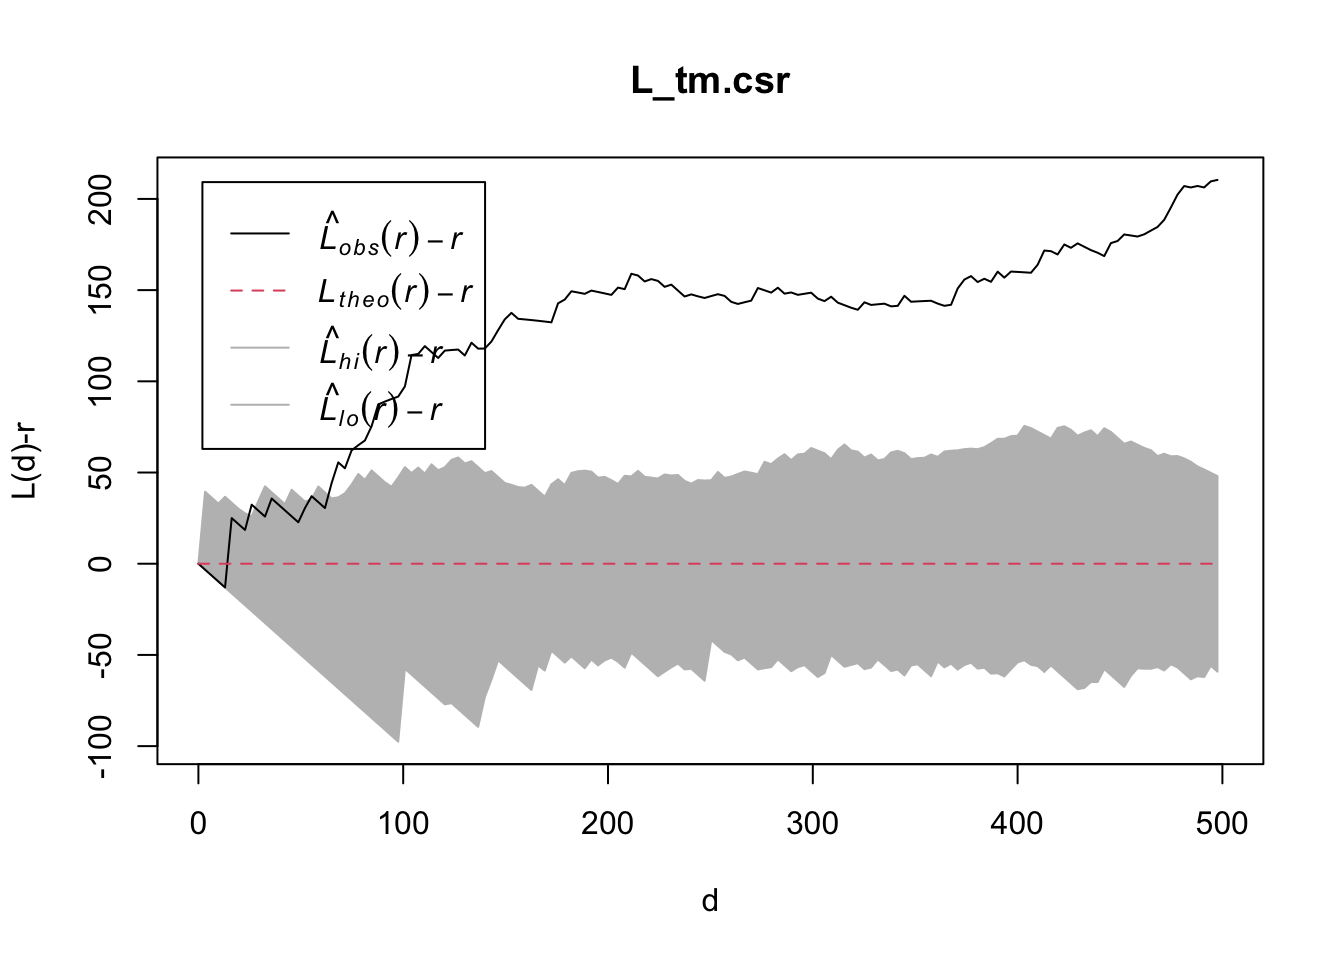 L_tm.csr
L(d)-r
200
150
100
50
0
-50
-100
L̂obs(r) − r
Ltheo(r) − r
L̂hi(r) − r
L̂lo(r) − r
0 100 200 300 400 500
d